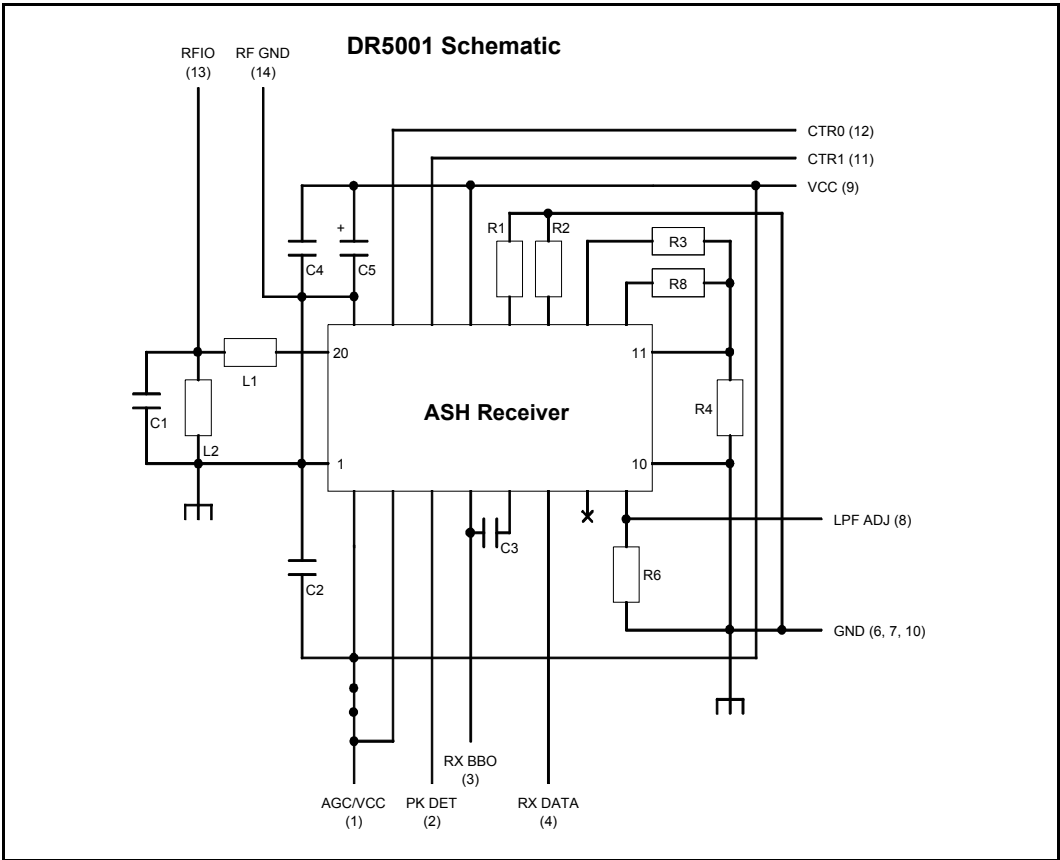 DR5001 Schematic
RFIO
(13)
RF GND
(14)
CTR0 (12)
CTR1 (11)
VCC (9)
+
C4
C5
R1
R2
R3
R8
20
11
L1
C1
L2
ASH Receiver
R4
1
10
C3
LPF ADJ (8)
C2
R6
GND (6, 7, 10)
RX BBO
(3)
AGC/VCC
(1)
PK DET
(2)
RX DATA
(4)